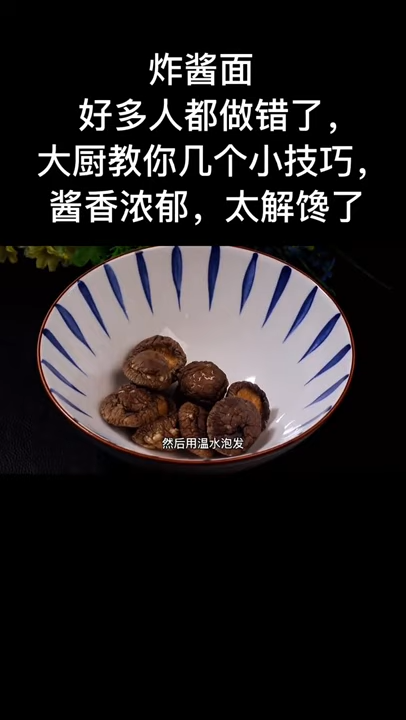 炸酱面
好多人都做错了，
大厨教你几个小技巧，
酱香浓郁，太解馋了
然后用温水泡发